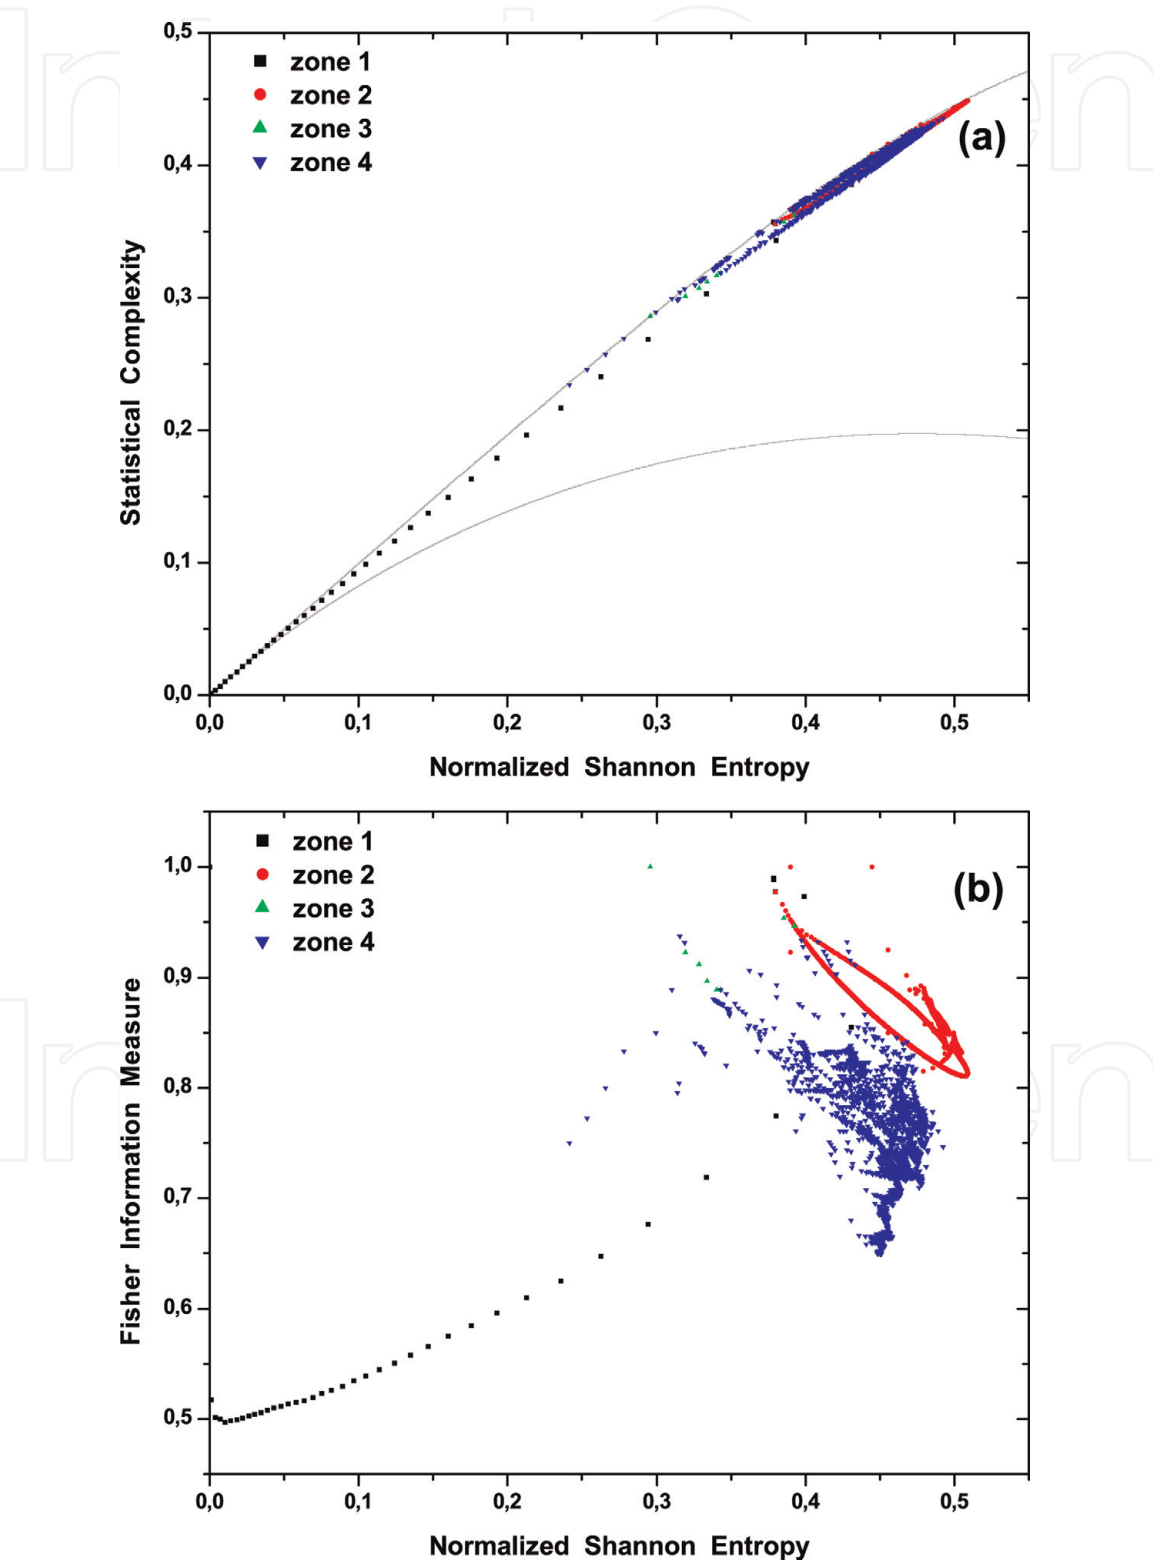 0,5
zone 1
zone 2
zone 3
zone 4
(a)
0,4
0,3
0,2
0,1
0,0
Statistical Complexity
0,0 0,1 0,2 0,3 0,4 0,5
Normalized Shannon Entropy
zone 1
zone 2
zone 3
zone 4
(b)
1,0
0,9
0,8
0,7
0,6
0,5
Fisher Information Measure
0,0 0,1 0,2 0,3 0,4 0,5
Normalized Shannon Entropy